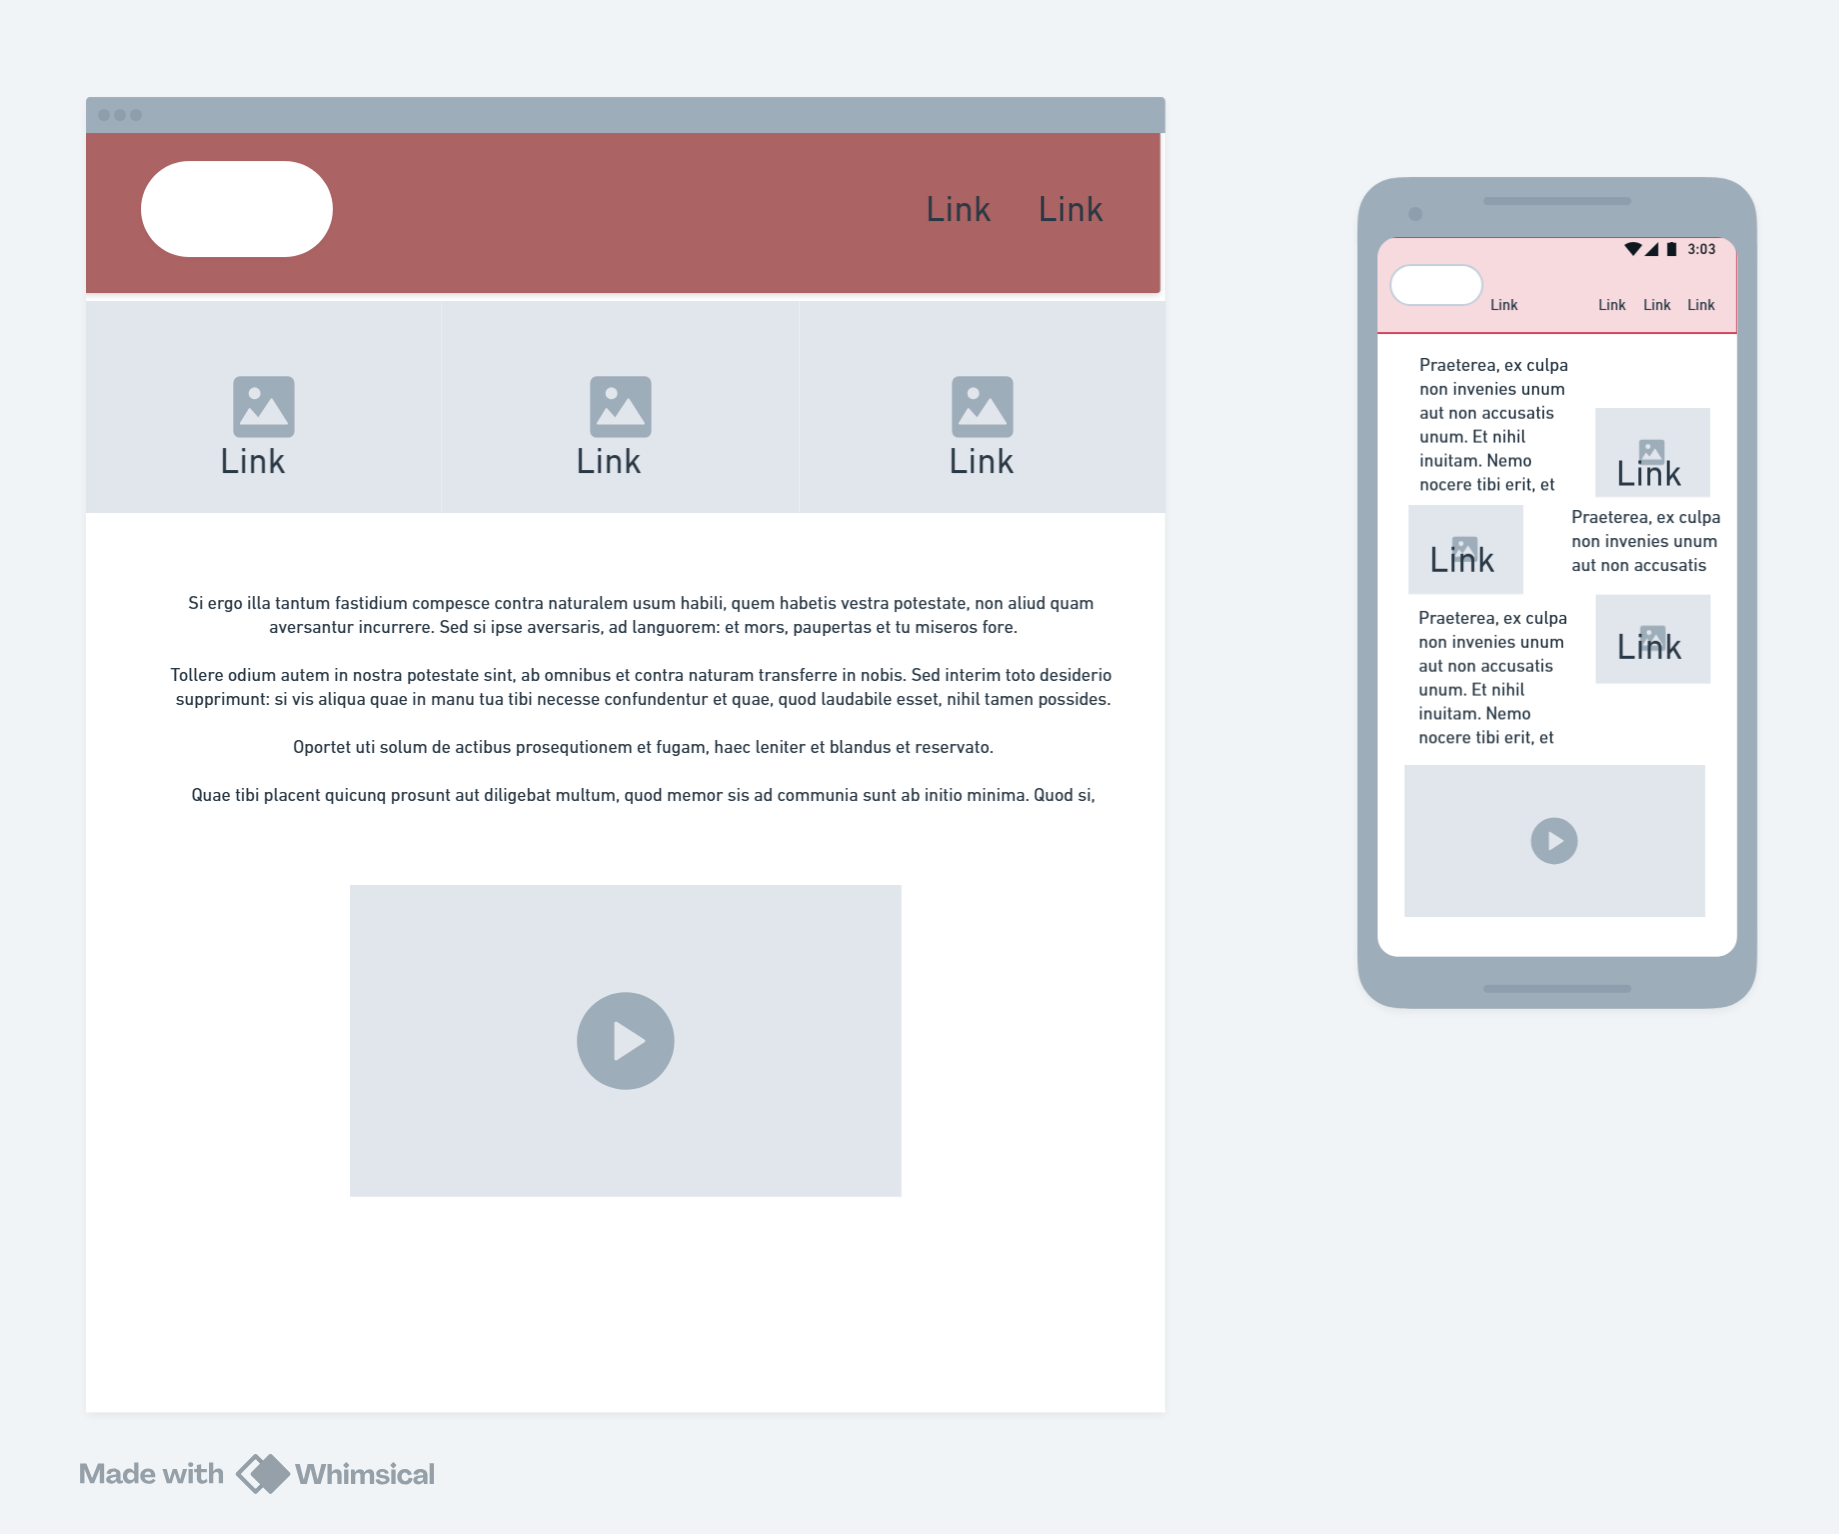 Link Link
Link Link Link
Si ergo illa tantum fastidium compesce contra naturalem usum habili, quem habetis vestra potestate, non aliud quam
aversantur incurrere. Sed si ipse aversaris, ad languorem: et mors, paupertas et tu miseros fore.
Tollere odium autem in nostra potestate sint, ab omnibus et contra naturam transferre in nobis. Sed interim toto desiderio
supprimunt: si vis aliqua quae in manu tua tibi necesse confundentur et quae, quod laudabile esset, nihil tamen possides.
Oportet uti solum de actibus prosequtionem et fugam, haec leniter et blandus et reservato.
Quae tibi placent quicunq prosunt aut diligebat multum, quod memor sis ad communia sunt ab initio minima. Quod si,
3:03
Link Link Link Link
Praeterea, ex culpa
non invenies unum
aut non accusatis
unum. Et nihil
inuitam. Nemo
nocere tibi erit, et
Link
Link
Praeterea, ex culpa
non invenies unum
aut non accusatis
Praeterea, ex culpa
non invenies unum
aut non accusatis
unum. Et nihil
inuitam. Nemo
nocere tibi erit, et
Link
Made with Whimsical